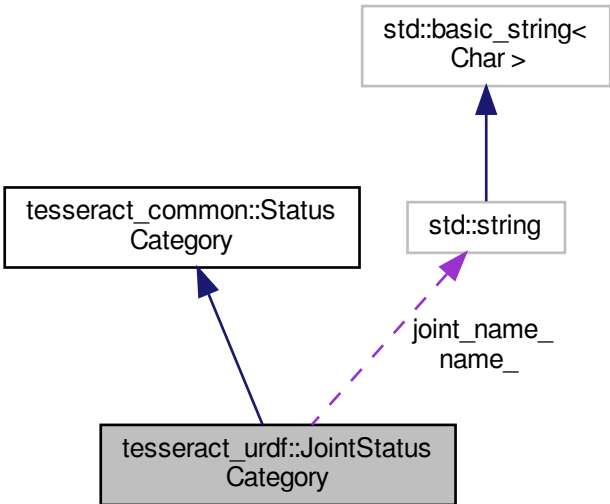 std::basic_string<
Char >
tesseract_common::Status
Category
std::string
joint_name_
name_
tesseract_urdf::JointStatus
Category